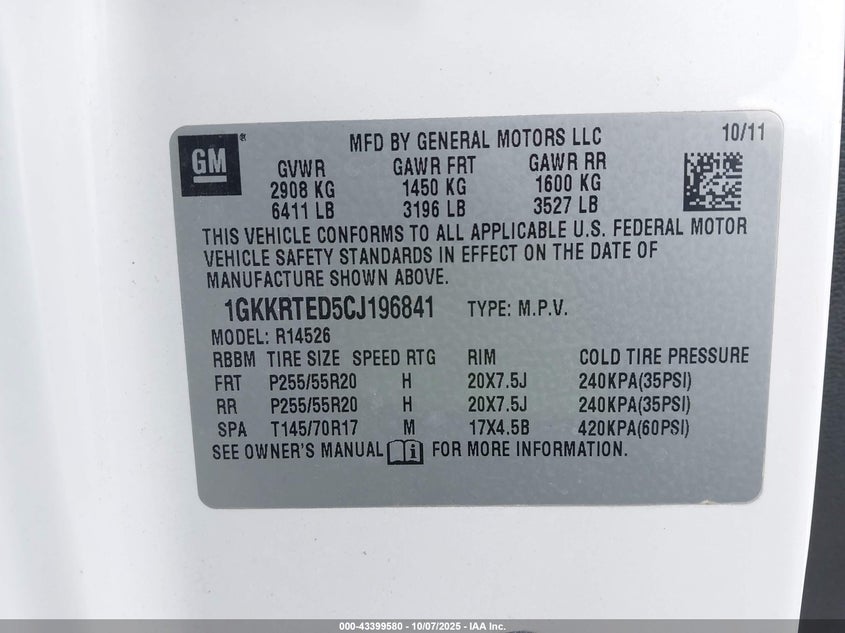 GM ®
MFD BY GENERAL MOTORS LLC 10/11
GVWR GAWR FRT GAWR RR
2908 KG 1450 KG 1600 KG
6411 LB 3196 LB 3527 LB
THIS VEHICLE CONFORMS TO ALL APPLICABLE U.S. FEDERAL MOTOR
VEHICLE SAFETY STANDARDS IN EFFECT ON THE DATE OF
MANUFACTURE SHOWN ABOVE.
1GKKRTED5CJ196841 TYPE: M.P.V.
MODEL: R14526
RBBM TIRE SIZE SPEED RTG RIM COLD TIRE PRESSURE
FRT P255/55R20 H 20X7.5J 240KPA(35PSI)
RR P255/55R20 H 20X7.5J 240KPA(35PSI)
SPA T145/70R17 M 17X4.5B 420KPA(60PSI)
SEE OWNER'S MANUAL i FOR MORE INFORMATION.
000-43399580 - 10/07/2025 - IAA Inc.